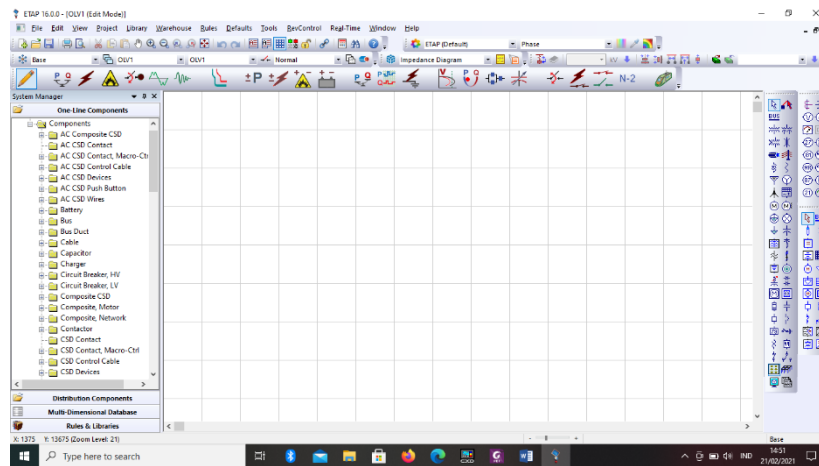 ETAP 16.0.0 - [OLV1 (Edit Mode)]
File Edit View Project Library Warehouse Rules Defaults Tools RevControl Real-Time Window Help
ETAP (Default) Phase
Base OLV1 OLV1 Normal Impedance Diagram
N-2
System Manager
One-Line Components
Components
AC Composite CSD
AC CSD Contact
AC CSD Contact, Macro-Ctrl
AC CSD Control Cable
AC CSD Devices
AC CSD Push Button
AC CSD Wires
Battery
Bus
Bus Duct
Cable
Capacitor
Charger
Circuit Breaker, HV
Circuit Breaker, LV
Composite CSD
Composite, Motor
Composite, Network
Contactor
CSD Contact
CSD Contact, Macro-Ctrl
CSD Control Cable
CSD Devices
Distribution Components
Multi-Dimensional Database
Rules & Libraries
X: 1375 Y: 13675 (Zoom Level: 21)
Base
Type here to search
IND
14:51
21/02/2021